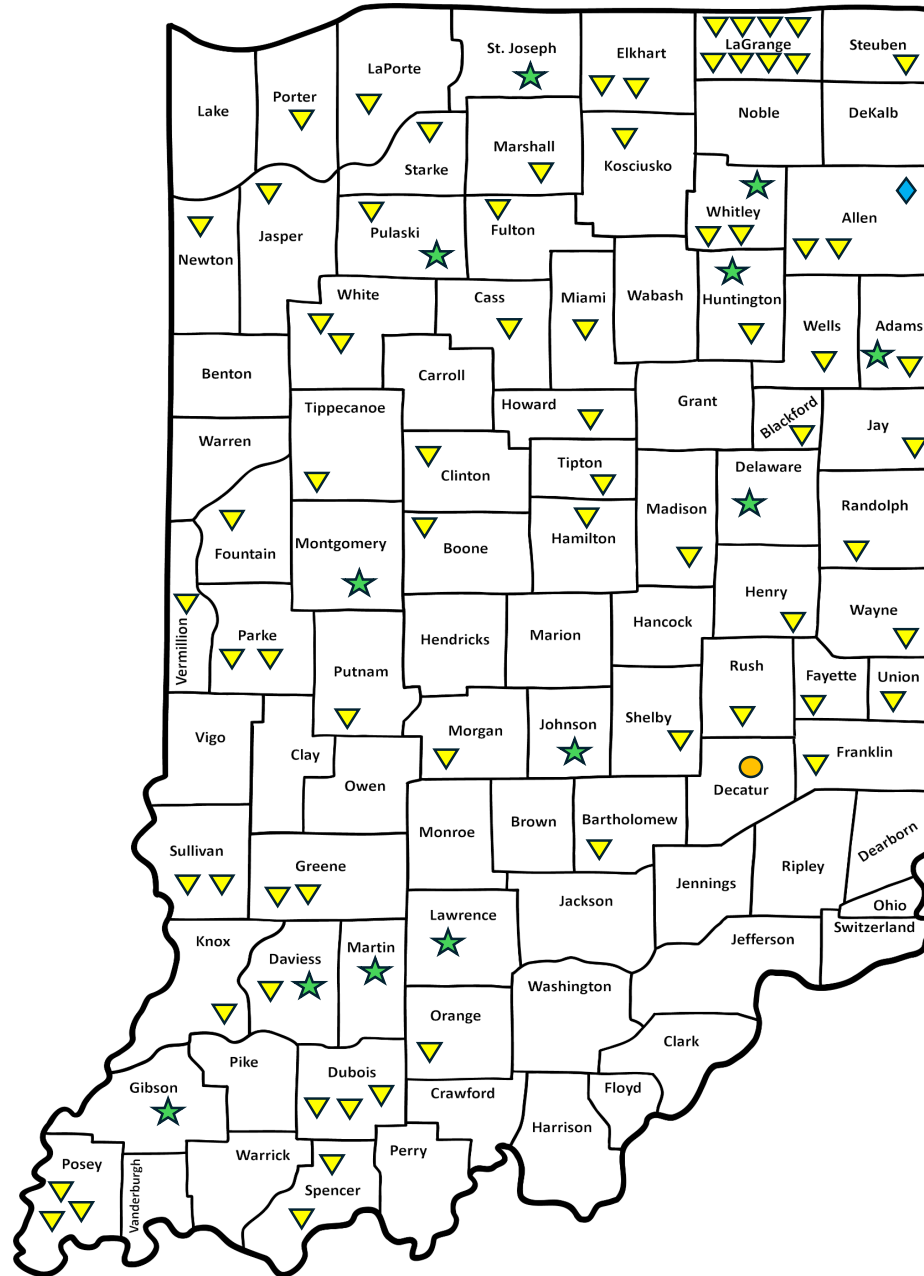 St. Joseph
Elkhart
LaGrange
Steuben
LaPorte
Lake
Porter
Noble
DeKalb
Marshall
Starke
Kosciusko
Whitley
Allen
Newton
Jasper
Pulaski
Fulton
White
Cass
Miami
Wabash
Huntington
Wells
Adams
Benton
Carroll
Tippecanoe
Howard
Grant
Blackford
Jay
Warren
Clinton
Tipton
Delaware
Fountain
Montgomery
Boone
Hamilton
Madison
Randolph
Vermillion
Parke
Putnam
Hendricks
Marion
Hancock
Henry
Wayne
Rush
Fayette
Union
Vigo
Clay
Owen
Morgan
Johnson
Shelby
Decatur
Franklin
Monroe
Brown
Bartholomew
Dearborn
Sullivan
Greene
Jackson
Jennings
Ripley
Ohio
Switzerland
Knox
Daviess
Martin
Lawrence
Jefferson
Washington
Orange
Clark
Pike
Dubois
Crawford
Floyd
Gibson
Harrison
Posey
Vanderburgh
Warrick
Spencer
Perry